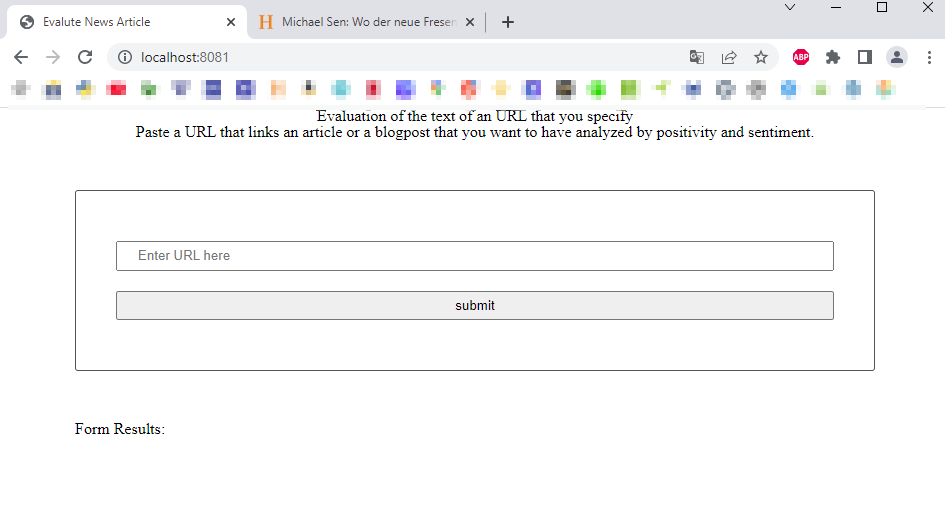 Evalute News Article
H Michael Sen: Wo der neue Fresen
localhost:8081
ABP
Evaluation of the text of an URL that you specify
Paste a URL that links an article or a blogpost that you want to have analyzed by positivity and sentiment.
Enter URL here
submit
Form Results: